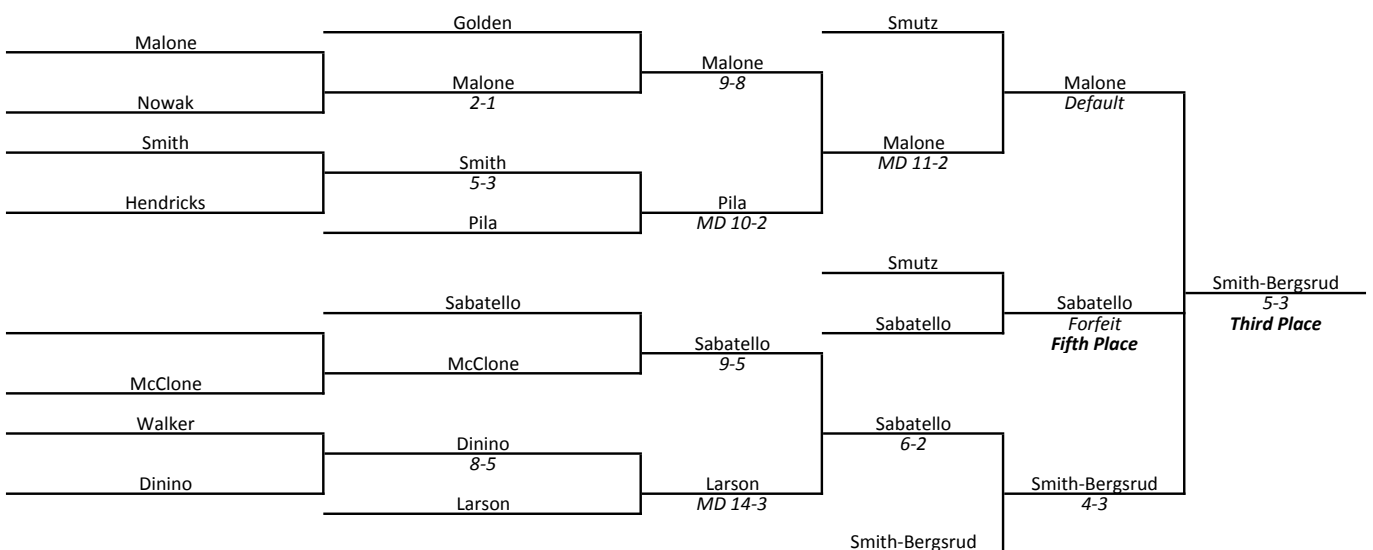 Golden
Smutz
Malone
Malone
9-8
Malone
Default
Malone
2-1
Nowak
Smith
Malone
MD 11-2
Smith
5-3
Hendricks
Pila
MD 10-2
Pila
Smutz
Smith-Bergsrud
5-3
Third Place
Sabatello
Sabatello
Forfeit
Fifth Place
Sabatello
Sabatello
9-5
McClone
McClone
Walker
Sabatello
6-2
Dinino
8-5
Dinino
Larson
MD 14-3
Smith-Bergsrud
4-3
Larson
Smith-Bergsrud